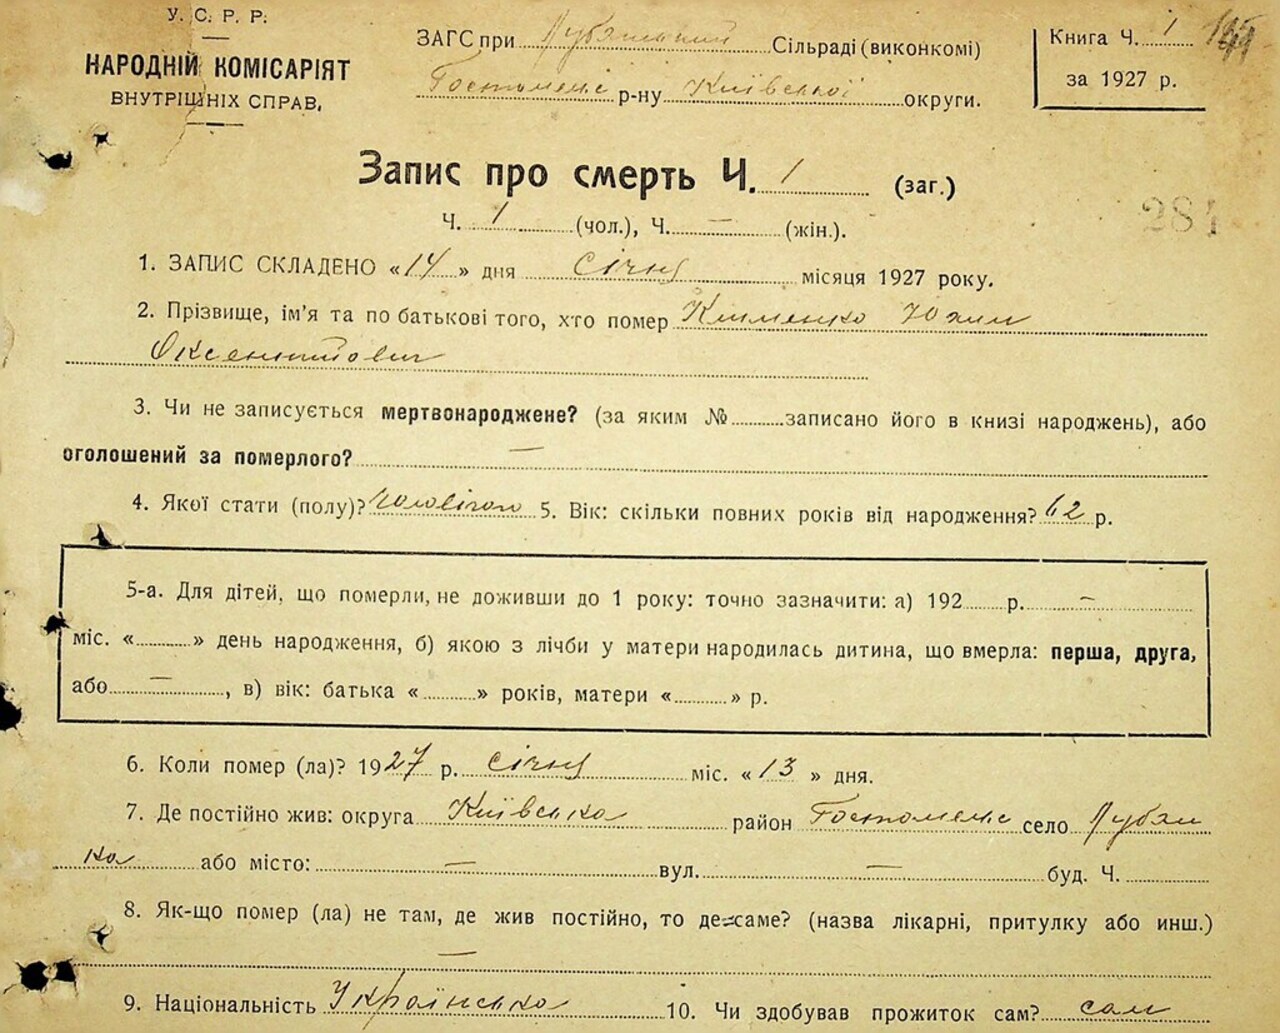 У. С. Р. Р.
НАРОДНІЙ КОМІСАРІЯТ
ВНУТРІШНІХ СПРАВ,
ЗАГС при Лубянський Сільраді (виконкомі)
Гостомельс р-ну Київської округи.
Книга Ч. 1
за 1927 р.
Запис про смерть Ч. 1 (заг.)
284
Ч. 1 (чол.), Ч. — (жін.).
1. ЗАПИС СКЛАДЕНО «14» дня січня місяця 1927 року.
2. Прізвище, ім'я та по батькові того, хто помер Клименко Юхим
Оксентійович
3. Чи не записується мертвонароджене? (за яким № записано його в книзі народжень), або
оголошений за померлого? —
4. Якої стати (полу)? чоловічої 5. Вік: скільки повних років від народження? 62 р.
5-а. Для дітей, що померли, не доживши до 1 року: точно зазначити: а) 192 р. —
міс. « » день народження, б) якою з лічби у матери народилась дитина, що вмерла: перша, друга,
або —, в) вік: батька « » років, матери « » р.
6. Коли помер (ла)? 1927 р. січня міс. «13» дня.
7. Де постійно жив: округа Київська район Гостомельс село Лубян
ка або місто: — вул. — буд. Ч.
8. Як-що помер (ла) не там, де жив постійно, то де-саме? (назва лікарні, притулку або инш.)
—
9. Національність Українська 10. Чи здобував прожиток сам? сам